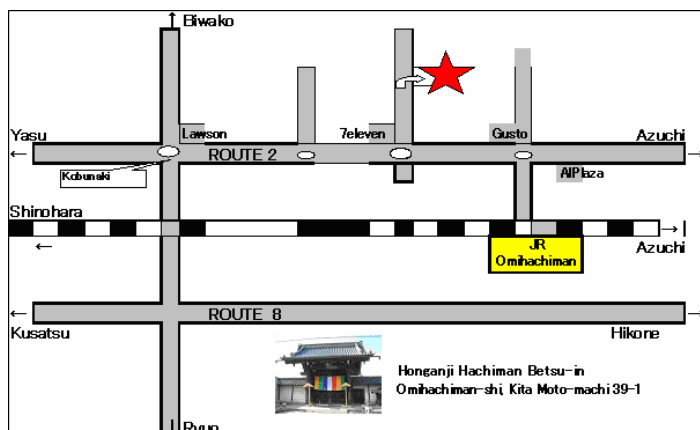 Biwako
Lawson
7eleven
Gusto
Yasu
Azuchi
ROUTE 2
Kobunaki
AlPlaza
Shinohara
JR
Omihachiman
Azuchi
ROUTE 8
Kusatsu
Hikone
Honganji Hachiman Betsu-in
Omihachiman-shi, Kita Moto-machi 39-1